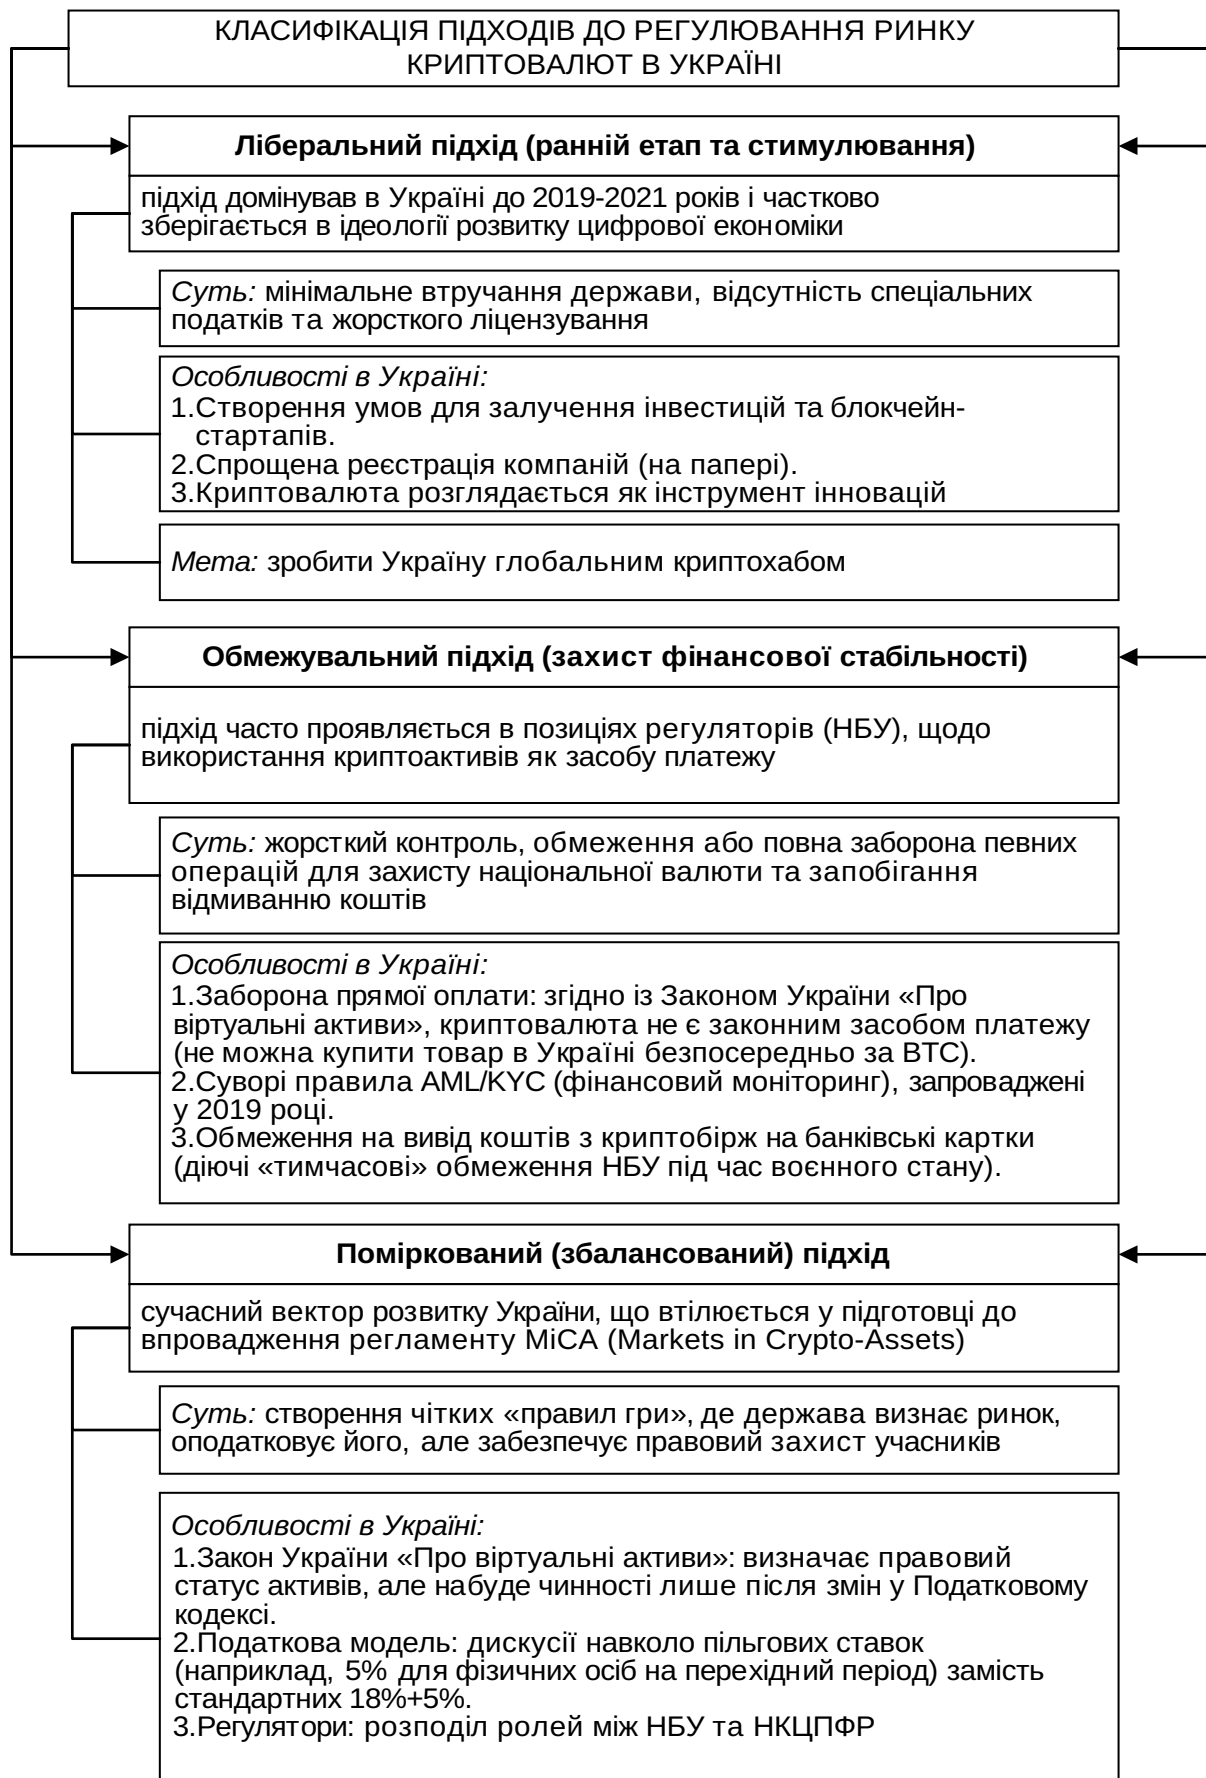 КЛАСИФІКАЦІЯ ПІДХОДІВ ДО РЕГУЛЮВАННЯ РИНКУ
КРИПТОВАЛЮТ В УКРАЇНІ
Ліберальний підхід (ранній етап та стимулювання)
підхід домінував в Україні до 2019-2021 років і частково
зберігається в ідеології розвитку цифрової економіки
Суть: мінімальне втручання держави, відсутність спеціальних
податків та жорсткого ліцензування
Особливості в Україні:
1.Створення умов для залучення інвестицій та блокчейн-
стартапів.
2.Спрощена реєстрація компаній (на папері).
3.Криптовалюта розглядається як інструмент інновацій
Мета: зробити Україну глобальним криптохабом
Обмежувальний підхід (захист фінансової стабільності)
підхід часто проявляється в позиціях регуляторів (НБУ), щодо
використання криптоактивів як засобу платежу
Суть: жорсткий контроль, обмеження або повна заборона певних
операцій для захисту національної валюти та запобігання
відмиванню коштів
Особливості в Україні:
1.Заборона прямої оплати: згідно із Законом України «Про
віртуальні активи», криптовалюта не є законним засобом платежу
(не можна купити товар в Україні безпосередньо за BTC).
2.Суворі правила AML/KYC (фінансовий моніторинг), запроваджені
у 2019 році.
3.Обмеження на вивід коштів з криптобірж на банківські картки
(діючі «тимчасові» обмеження НБУ під час воєнного стану).
Поміркований (збалансований) підхід
сучасний вектор розвитку України, що втілюється у підготовці до
впровадження регламенту MiCA (Markets in Crypto-Assets)
Суть: створення чітких «правил гри», де держава визнає ринок,
оподатковує його, але забезпечує правовий захист учасників
Особливості в Україні:
1.Закон України «Про віртуальні активи»: визначає правовий
статус активів, але набуде чинності лише після змін у Податковому
кодексі.
2.Податкова модель: дискусії навколо пільгових ставок
(наприклад, 5% для фізичних осіб на перехідний період) замість
стандартних 18%+5%.
3.Регулятори: розподіл ролей між НБУ та НКЦПФР